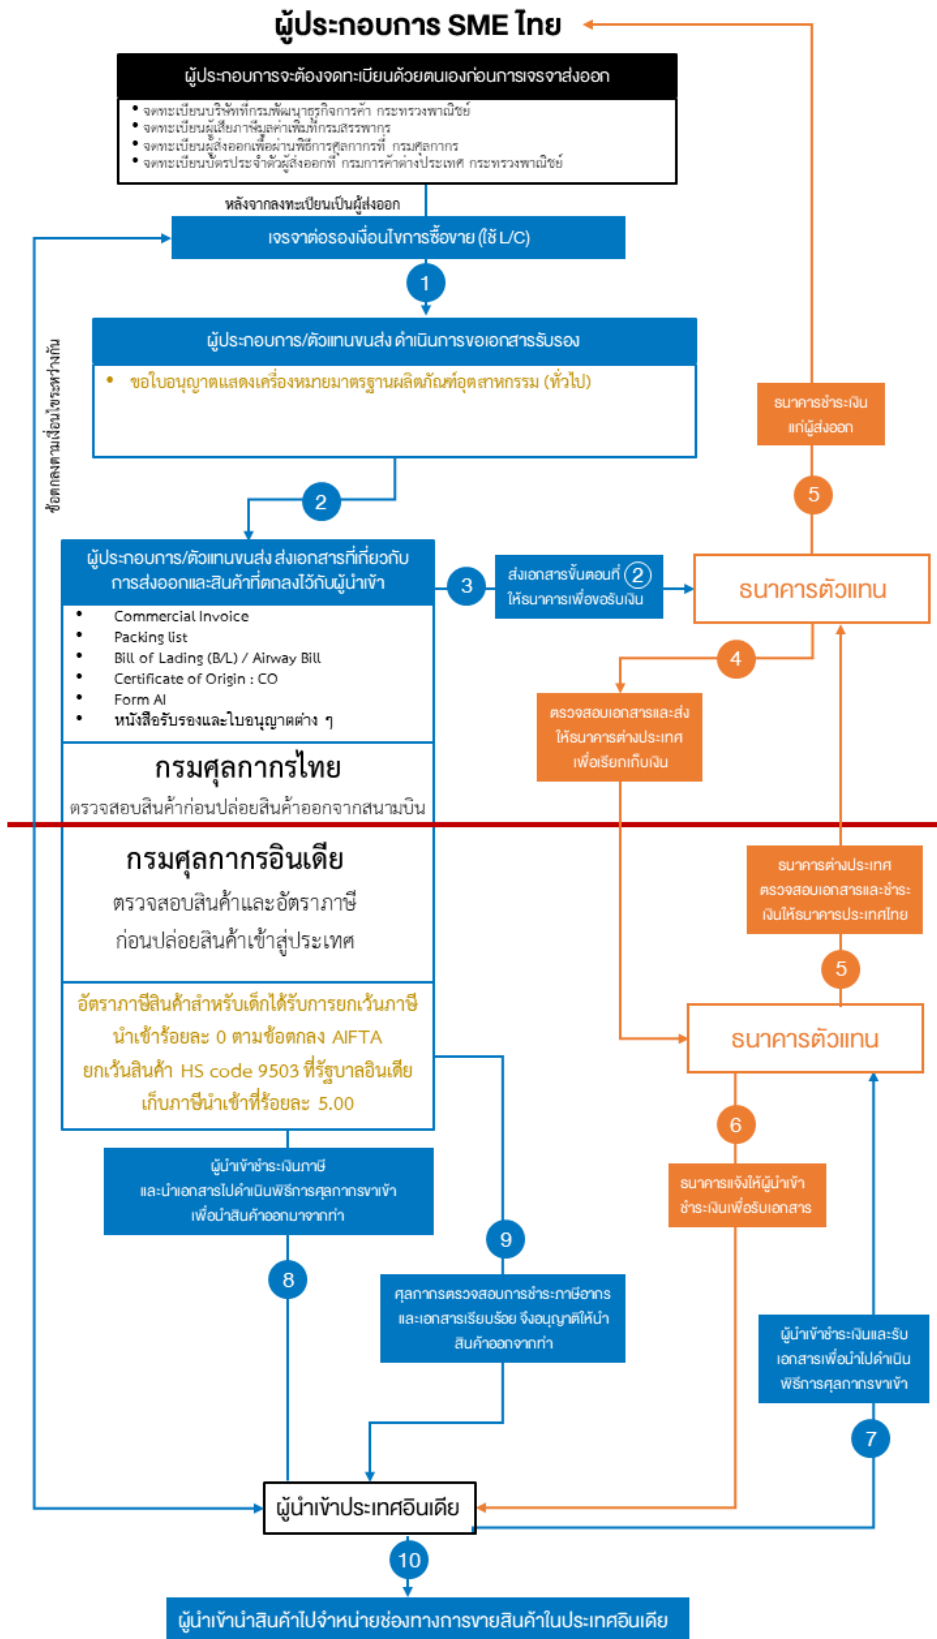 ผู้ประกอบการ SME ไทย
ผู้ประกอบการจะต้องจดทะเบียนด้วยตนเองก่อนการเจรจาส่งออก
• จดทะเบียนบริษัทที่กรมพัฒนาธุรกิจการค้า กระทรวงพาณิชย์
• จดทะเบียนผู้เสียภาษีมูลค่าเพิ่มที่กรมสรรพากร
• จดทะเบียนผู้ส่งออกเพื่อผ่านพิธีการศุลกากรที่ กรมศุลกากร
• จดทะเบียนบัตรประจำตัวผู้ส่งออกที่ กรมการค้าต่างประเทศ กระทรวงพาณิชย์
หลังจากลงทะเบียนเป็นผู้ส่งออก
เจรจาต่อรองเงื่อนไขการซื้อขาย (ใช้ L/C)
1
ข้อตกลงตามเงื่อนไขระหว่างกัน
ผู้ประกอบการ/ตัวแทนขนส่ง ดำเนินการขอเอกสารรับรอง
• ขอใบอนุญาตแสดงเครื่องหมายมาตรฐานผลิตภัณฑ์อุตสาหกรรม (ทั่วไป)
ธนาคารชำระเงิน
แก่ผู้ส่งออก
2
5
ผู้ประกอบการ/ตัวแทนขนส่ง ส่งเอกสารที่เกี่ยวกับ
การส่งออกและสินค้าที่ตกลงไว้กับผู้นำเข้า
3
ส่งเอกสารขั้นตอนที่ 2
ให้ธนาคารเพื่อขอรับเงิน
ธนาคารตัวแทน
• Commercial Invoice
• Packing list
• Bill of Lading (B/L) / Airway Bill
• Certificate of Origin : CO
• Form AI
• หนังสือรับรองและใบอนุญาตต่าง ๆ
4
ตรวจสอบเอกสารและส่ง
ให้ธนาคารต่างประเทศ
เพื่อเรียกเก็บเงิน
กรมศุลกากรไทย
ตรวจสอบสินค้าก่อนปล่อยสินค้าออกจากสนามบิน
กรมศุลกากรอินเดีย
ตรวจสอบสินค้าและอัตราภาษี
ก่อนปล่อยสินค้าเข้าสู่ประเทศ
ธนาคารต่างประเทศ
ตรวจสอบเอกสารและชำระ
เงินให้ธนาคารประเทศไทย
5
อัตราภาษีสินค้าสำหรับเด็กได้รับการยกเว้นภาษี
นำเข้าร้อยละ 0 ตามข้อตกลง AIFTA
ยกเว้นสินค้า HS code 9503 ที่รัฐบาลอินเดีย
เก็บภาษีนำเข้าที่ร้อยละ 5.00
ธนาคารตัวแทน
6
ผู้นำเข้าชำระเงินภาษี
และนำเอกสารไปดำเนินพิธีการศุลกากรขาเข้า
เพื่อนำสินค้าออกมาจากท่า
ธนาคารแจ้งให้ผู้นำเข้า
ชำระเงินเพื่อรับเอกสาร
9
8
ศุลกากรตรวจสอบการชำระภาษีอากร
และเอกสารเรียบร้อย จึงอนุญาติให้นำ
สินค้าออกจากท่า
ผู้นำเข้าชำระเงินและรับ
เอกสารเพื่อนำไปดำเนิน
พิธีการศุลกากรขาเข้า
7
ผู้นำเข้าประเทศอินเดีย
10
ผู้นำเข้านำสินค้าไปจำหน่ายช่องทางการขายสินค้าในประเทศอินเดีย